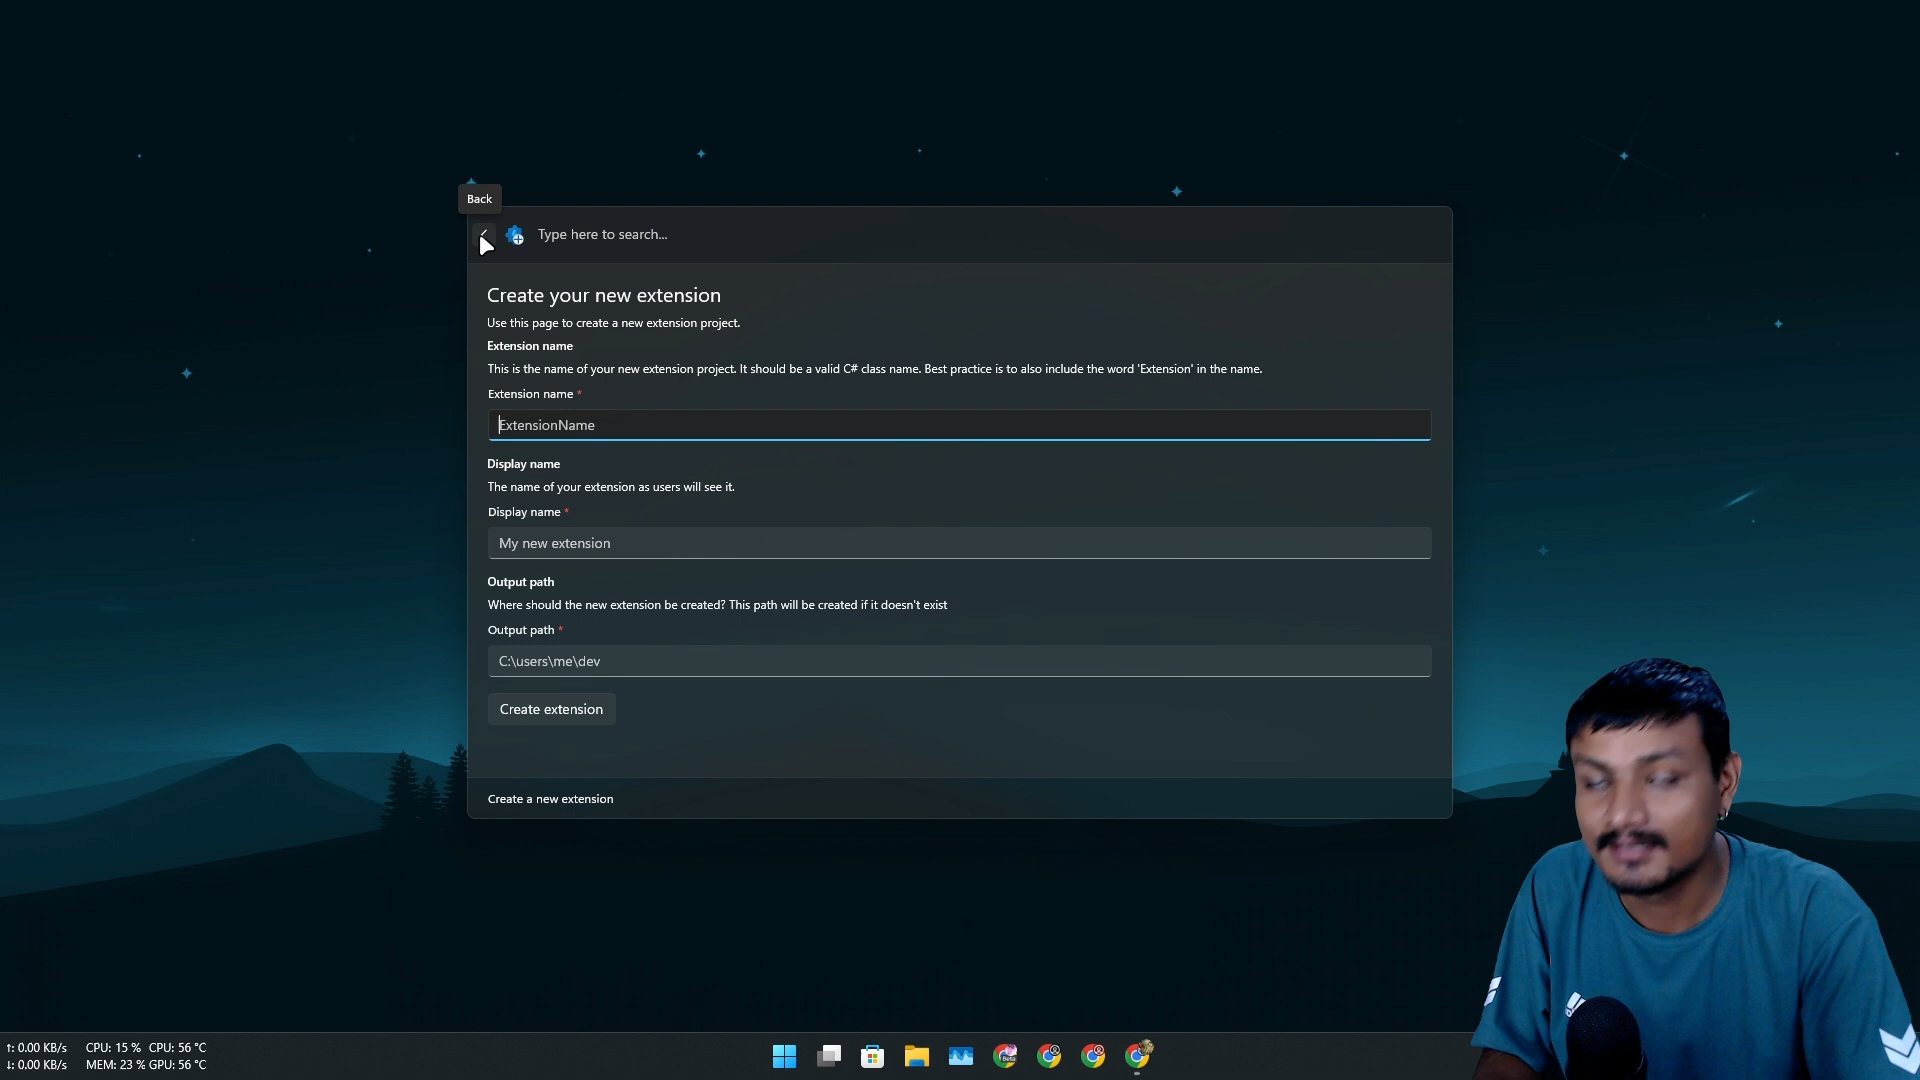 Back
Type here to search...
Create your new extension
Use this page to create a new extension project.
Extension name
This is the name of your new extension project. It should be a valid C# class name. Best practice is to also include the word 'Extension' in the name.
Extension name *
ExtensionName
Display name
The name of your extension as users will see it.
Display name *
My new extension
Output path
Where should the new extension be created? This path will be created if it doesn't exist
Output path *
C:\users\me\dev
Create extension
Create a new extension
↑: 0.00 KB/s CPU: 15 % CPU: 56 °C
↓: 0.00 KB/s MEM: 23 % GPU: 56 °C
Beta